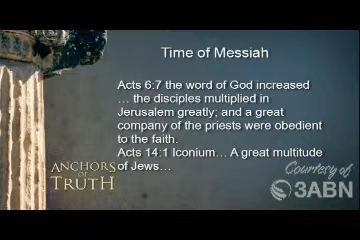 Time of Messiah
Acts 6:7 the word of God increased
… the disciples multiplied in
Jerusalem greatly; and a great
company of the priests were obedient
to the faith.
Acts 14:1 Iconium… A great multitude
of Jews…
ANCHORS
OF
TRUTH
Courtesy of
3ABN